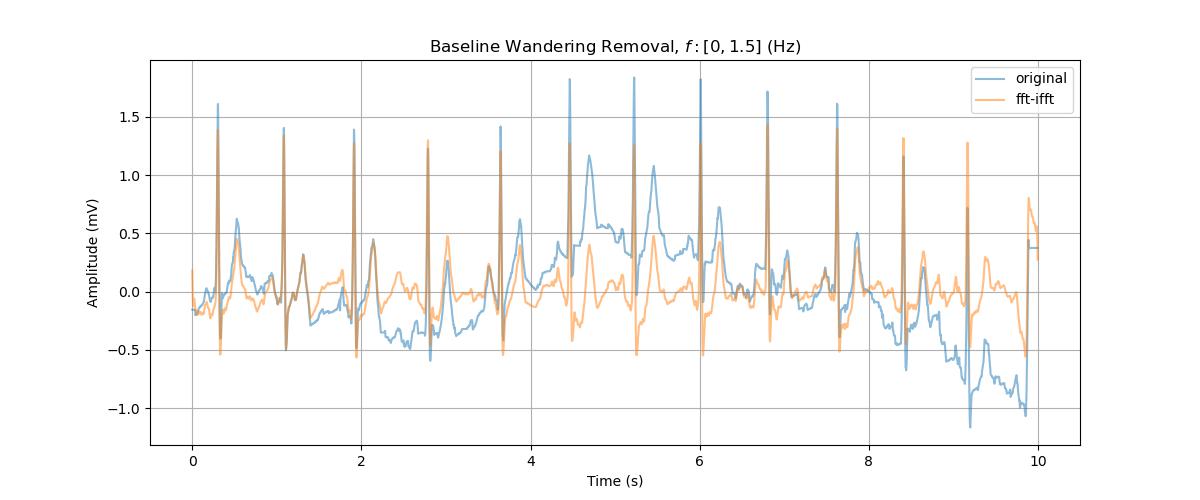 Baseline Wandering Removal, f : [0, 1.5] (Hz)
original
fft-ifft
1.5
1.0
0.5
0.0
−0.5
−1.0
Amplitude (mV)
0 2 4 6 8 10
Time (s)